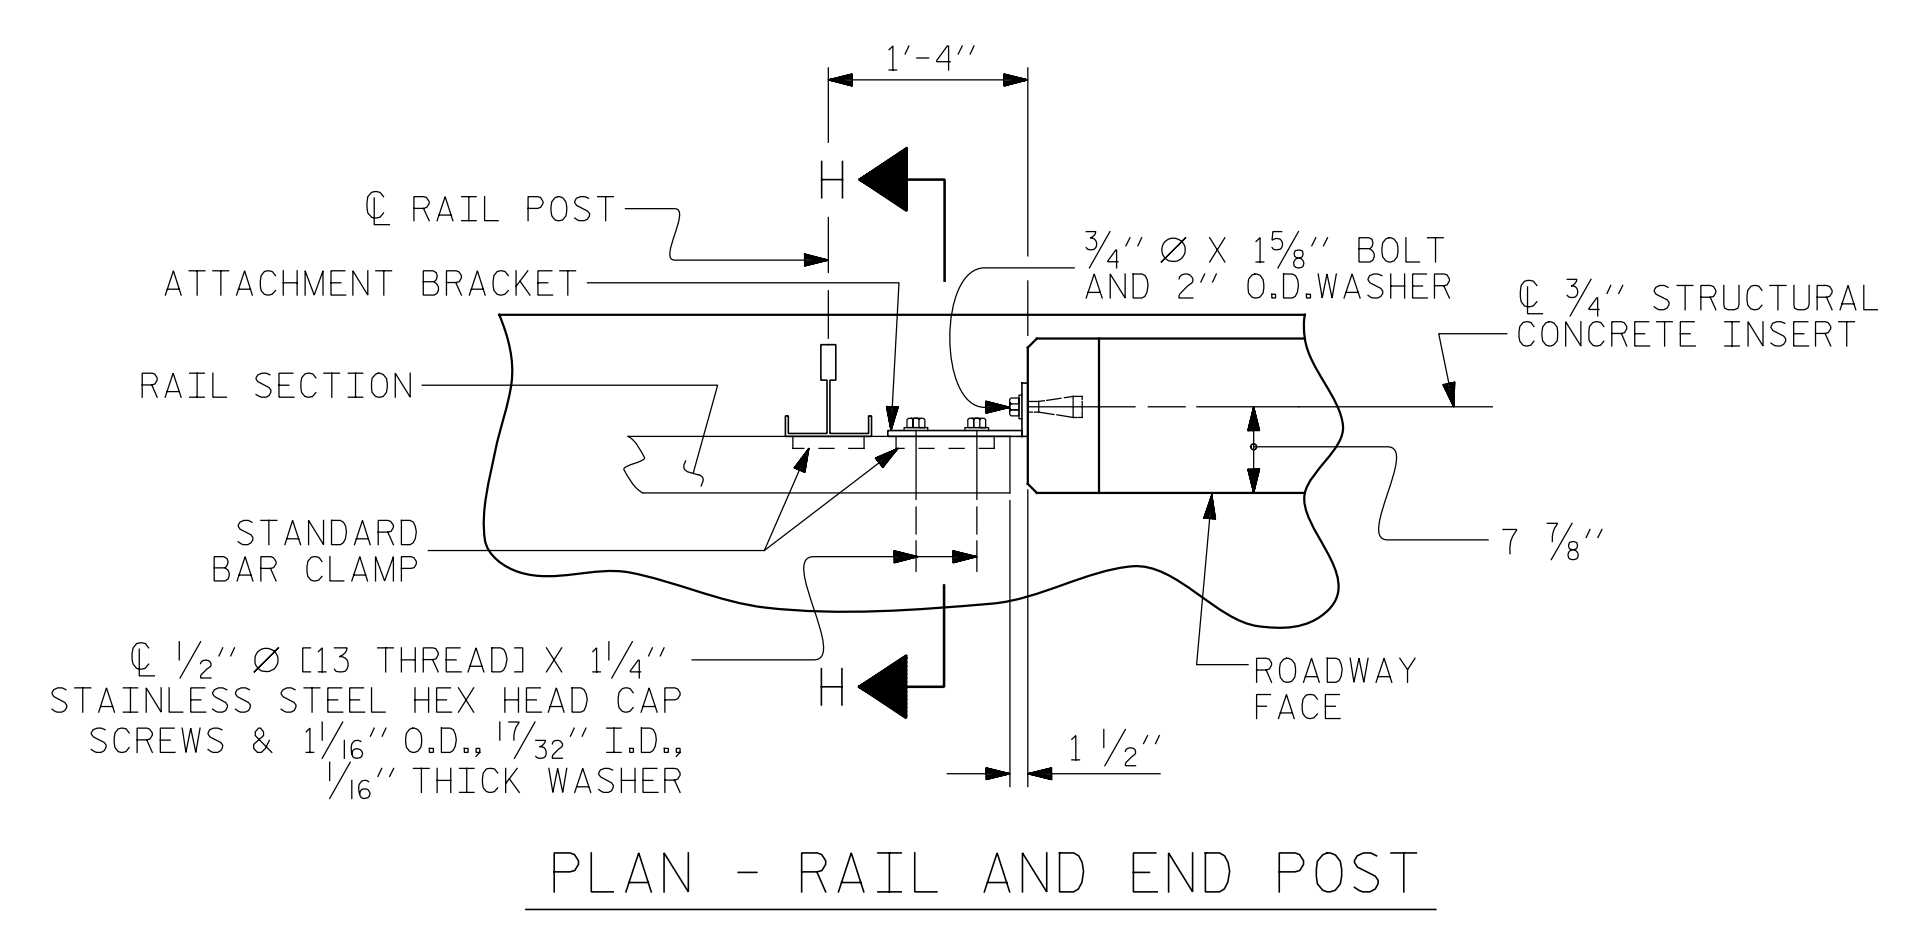 1'-4"
H
℄ RAIL POST
3/4" Ø X 1 5/8" BOLT
AND 2" O.D.WASHER
ATTACHMENT BRACKET
℄ 3/4" STRUCTURAL
CONCRETE INSERT
RAIL SECTION
STANDARD
BAR CLAMP
7 7/8"
℄ 1/2" Ø [13 THREAD] X 1 1/4"
STAINLESS STEEL HEX HEAD CAP
SCREWS & 1 1/16" O.D., 17/32" I.D.,
1/16" THICK WASHER
H
ROADWAY
FACE
1 1/2"
PLAN - RAIL AND END POST